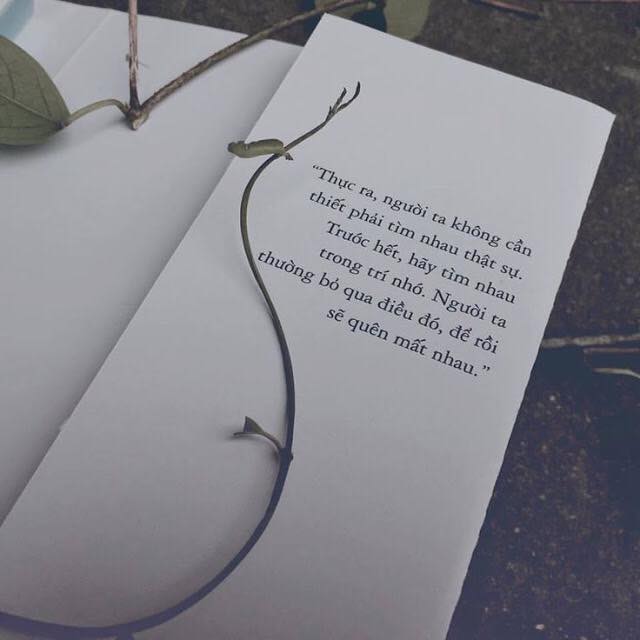 “Thực ra, người ta không cần
thiết phải tìm nhau thật sự.
Trước hết, hãy tìm nhau
trong trí nhớ. Người ta
thường bỏ qua điều đó, để rồi
sẽ quên mất nhau.”